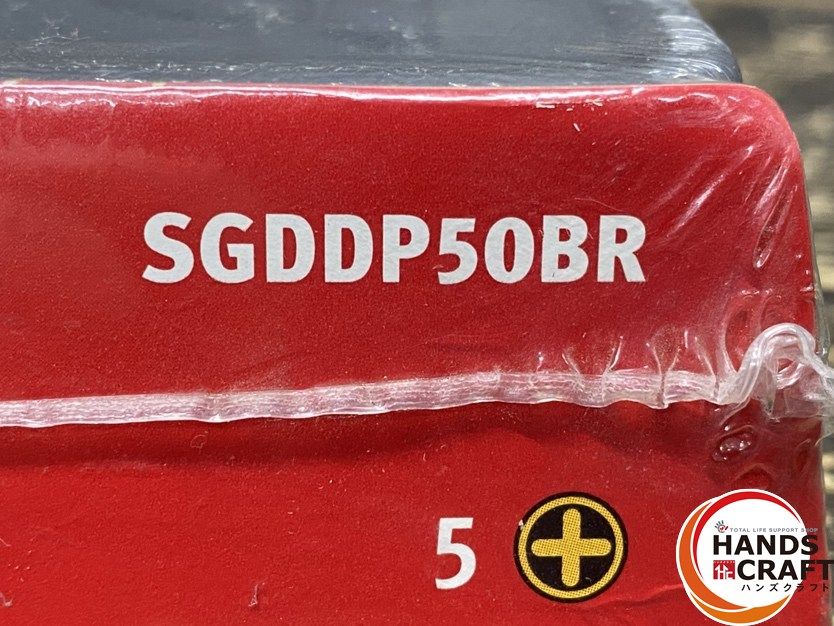 SGDDP50BR
5
TOTAL LIFE SUPPORT SHOP
HANDS
CRAFT
ハンズクラフト